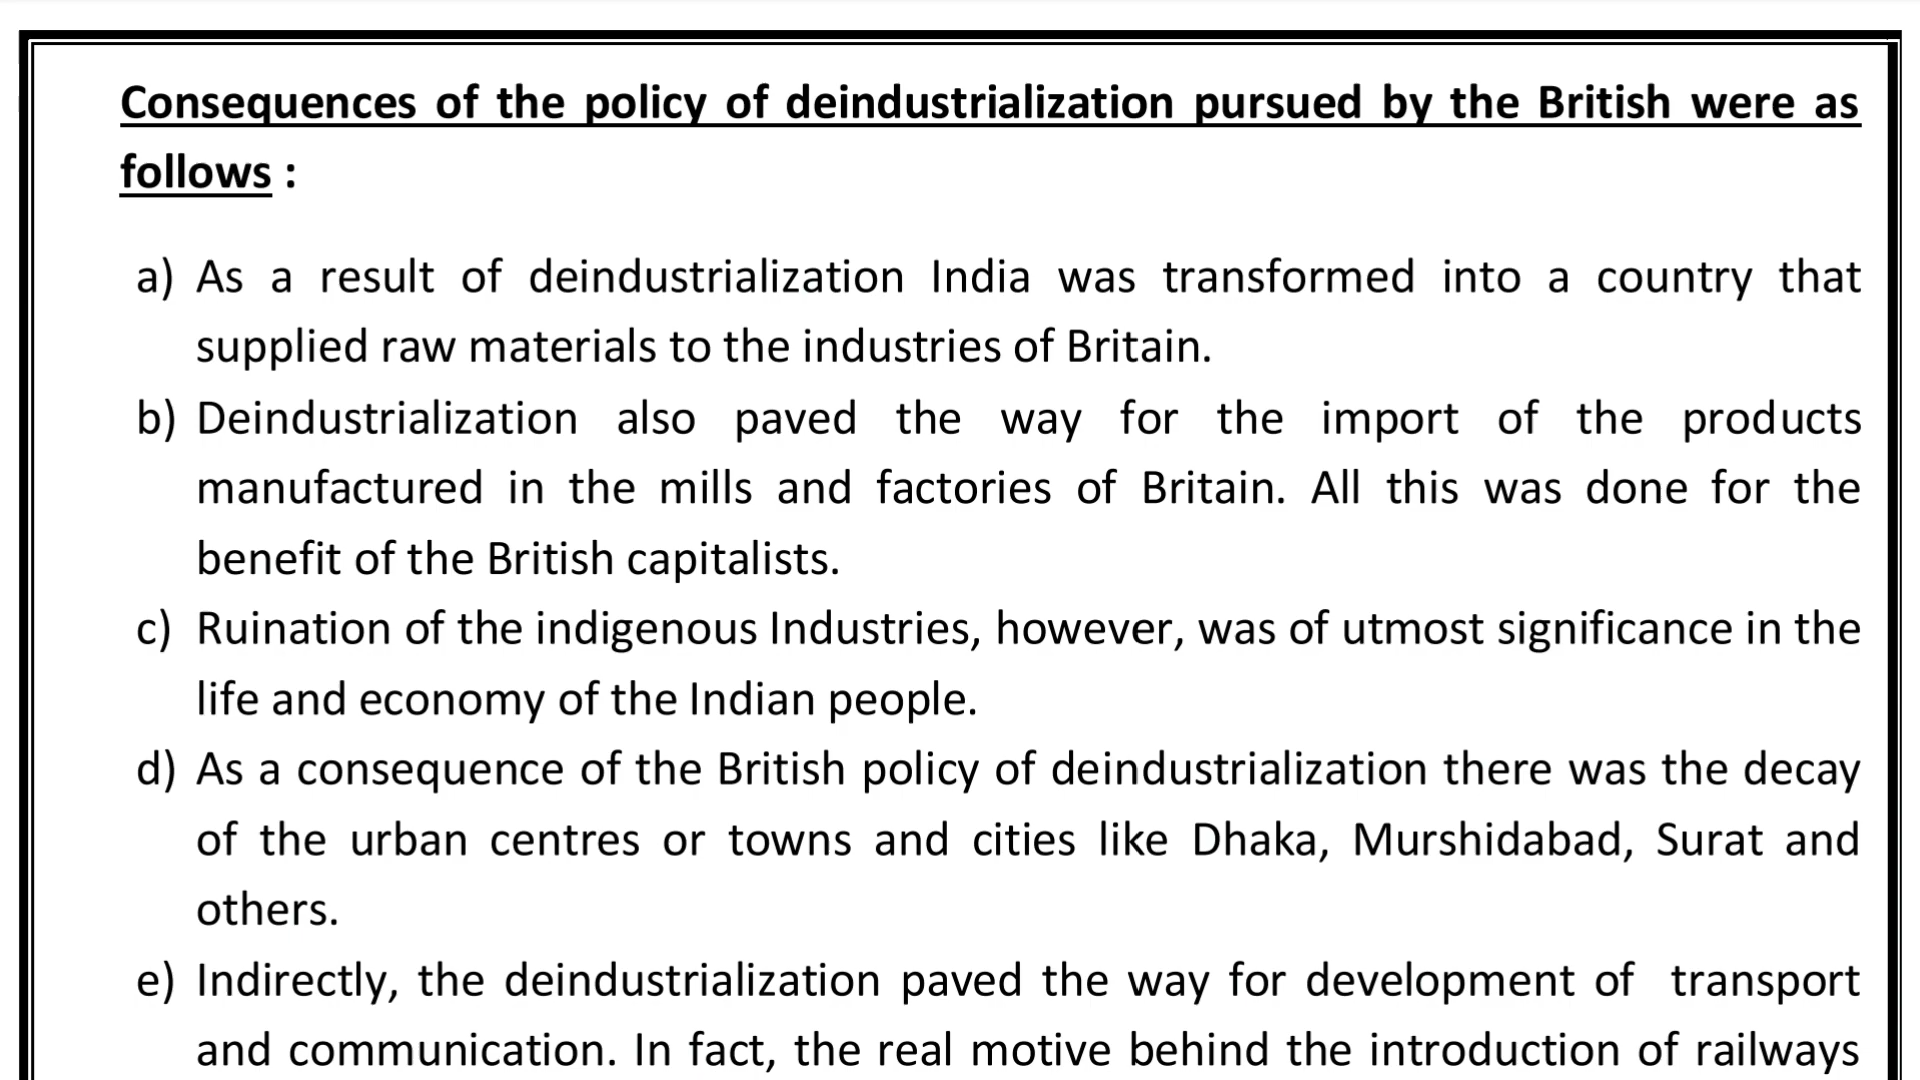 Consequences of the policy of deindustrialization pursued by the British were as
follows :
a) As a result of deindustrialization India was transformed into a country that
supplied raw materials to the industries of Britain.
b) Deindustrialization also paved the way for the import of the products
manufactured in the mills and factories of Britain. All this was done for the
benefit of the British capitalists.
c) Ruination of the indigenous Industries, however, was of utmost significance in the
life and economy of the Indian people.
d) As a consequence of the British policy of deindustrialization there was the decay
of the urban centres or towns and cities like Dhaka, Murshidabad, Surat and
others.
e) Indirectly, the deindustrialization paved the way for development of transport
and communication. In fact, the real motive behind the introduction of railways